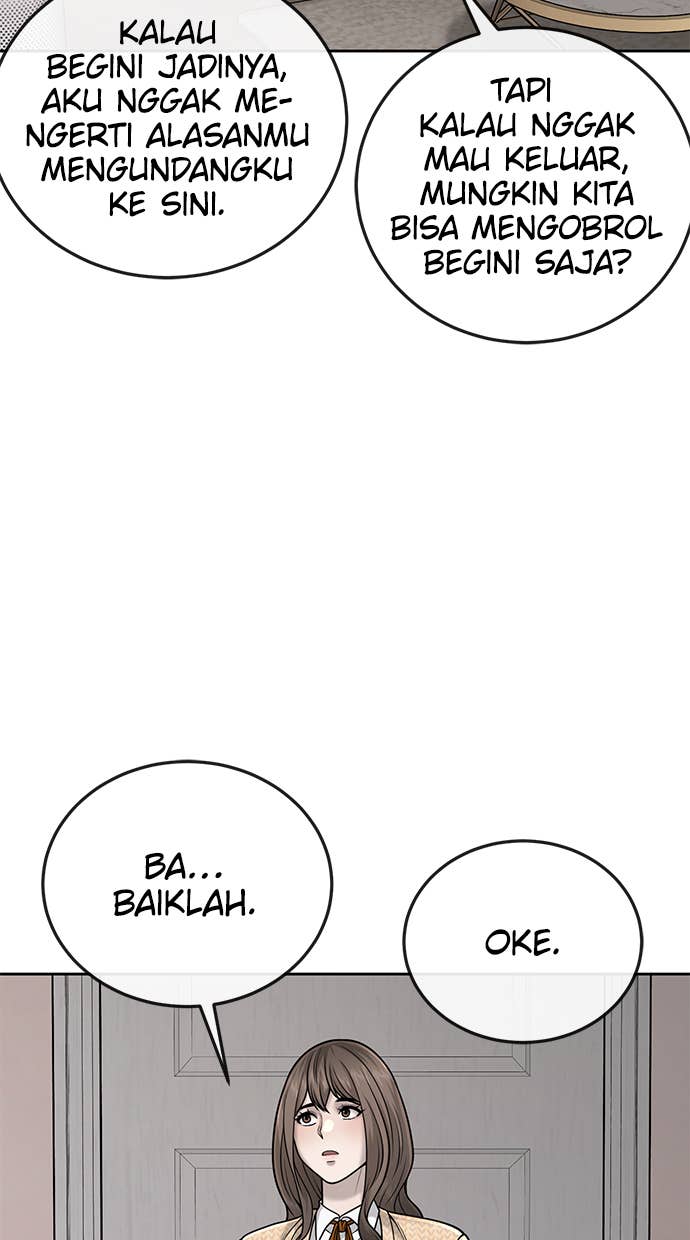 KALAU
BEGINI JADINYA,
AKU NGGAK ME-
NGERTI ALASANMU
MENGUNDANGKU
KE SINI.
TAPI
KALAU NGGAK
MAU KELUAR,
MUNGKIN KITA
BISA MENGOBROL
BEGINI SAJA?
BA...
BAIKLAH.
OKE.